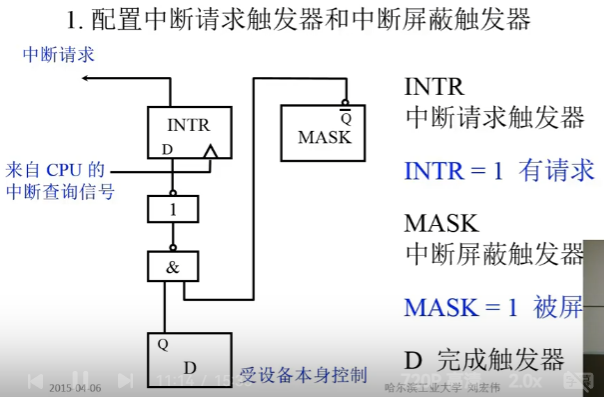 1. 配置中断请求触发器和中断屏蔽触发器
中断请求
INTR
D
来自 CPU 的
中断查询信号
1
&
Q
D
受设备本身控制
Q̅
MASK
INTR
中断请求触发器
INTR = 1 有请求
MASK
中断屏蔽触发器
MASK = 1 被屏
D 完成触发器
2015-04-06
11:14 / 15
哈尔滨工业大学 刘宏伟
720P
2.0x